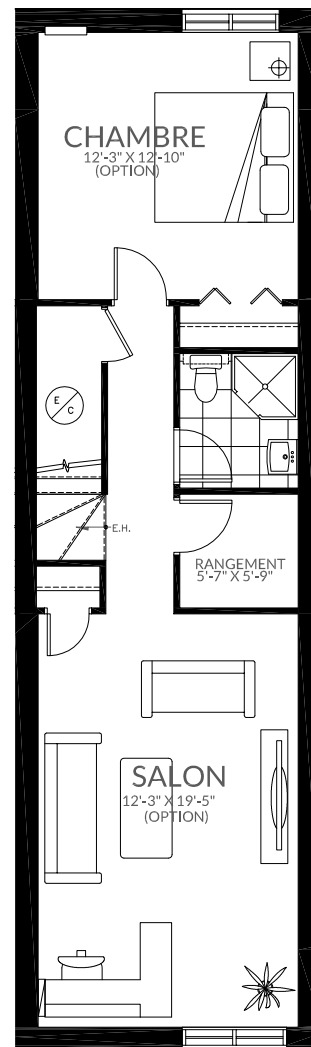 CHAMBRE
12'-3" X 12'-10"
(OPTION)
E
C
E.H.
RANGEMENT
5'-7" X 5'-9"
SALON
12'-3" X 19'-5"
(OPTION)